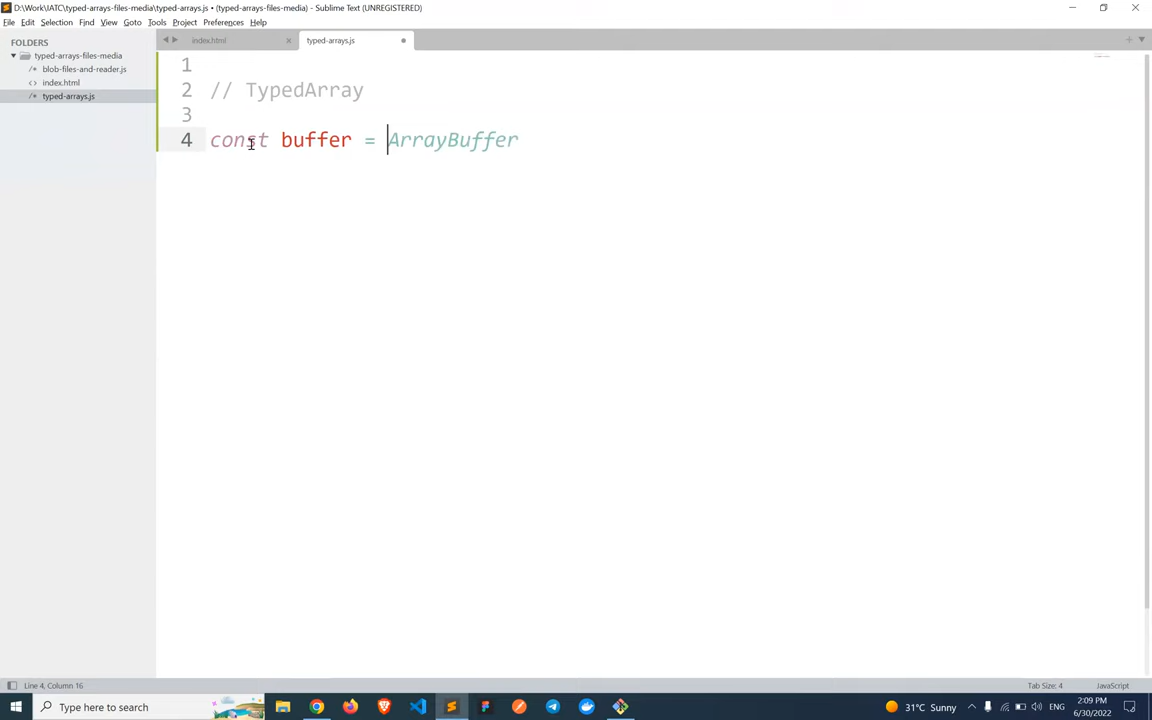 D:\Work\IATC\typed-arrays-files-media\typed-arrays.js • (typed-arrays-files-media) - Sublime Text (UNREGISTERED)
File Edit Selection Find View Goto Tools Project Preferences Help
FOLDERS
typed-arrays-files-media
/* blob-files-and-reader.js
<> index.html
/* typed-arrays.js
index.html
typed-arrays.js
1
2 // TypedArray
3
4 const buffer = ArrayBuffer
Line 4, Column 16
Tab Size: 4
JavaScript
Type here to search
31°C Sunny
ENG
2:09 PM
6/30/2022